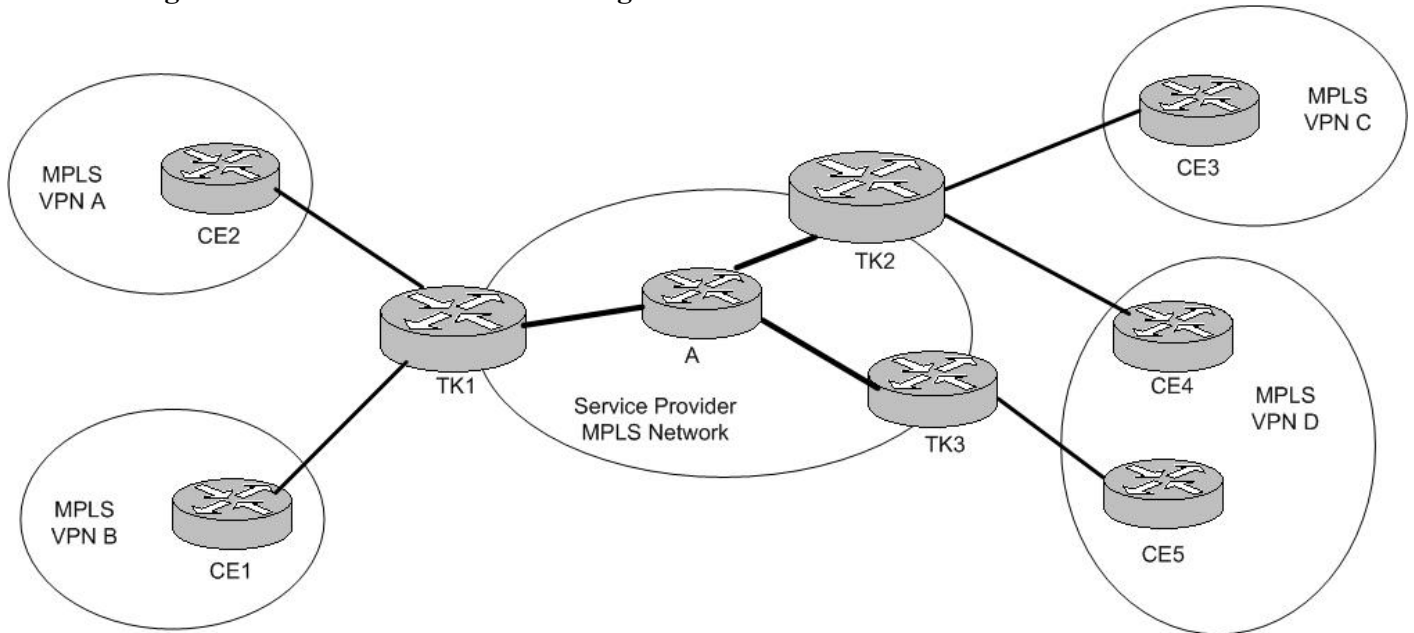 MPLS
VPN A
CE2
MPLS
VPN B
CE1
TK1
A
Service Provider
MPLS Network
TK2
TK3
MPLS
VPN C
CE3
CE4
MPLS
VPN D
CE5